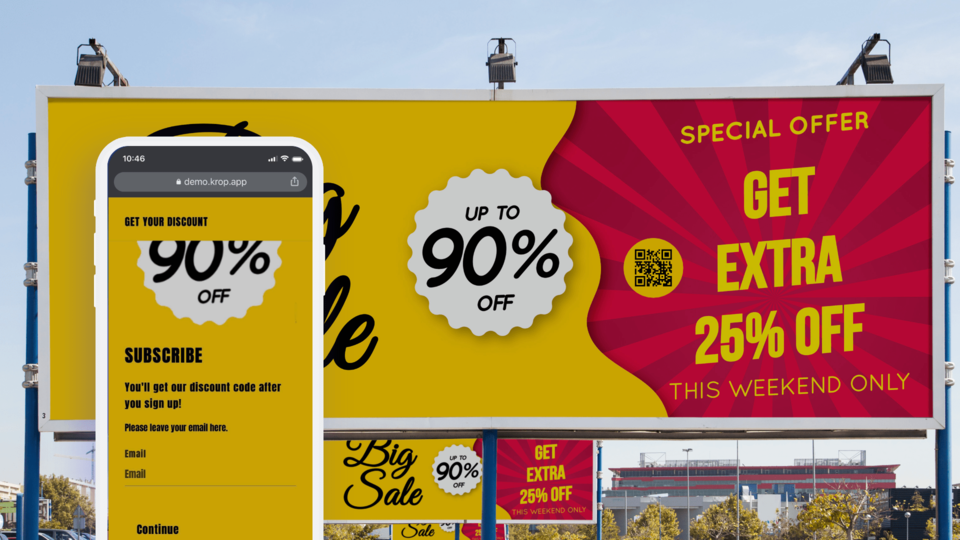 SPECIAL OFFER
GET
EXTRA
25% OFF
THIS WEEKEND ONLY
UP TO
90%
OFF
3
10:46
demo.krop.app
GET YOUR DISCOUNT
90%
OFF
SUBSCRIBE
You'll get our discount code after
you sign up!
Please leave your email here.
Email
Email
Continue
Big
Sale
UP TO
90%
OFF
GET
EXTRA
25% OFF
THIS WEEKEND ONLY
Sale